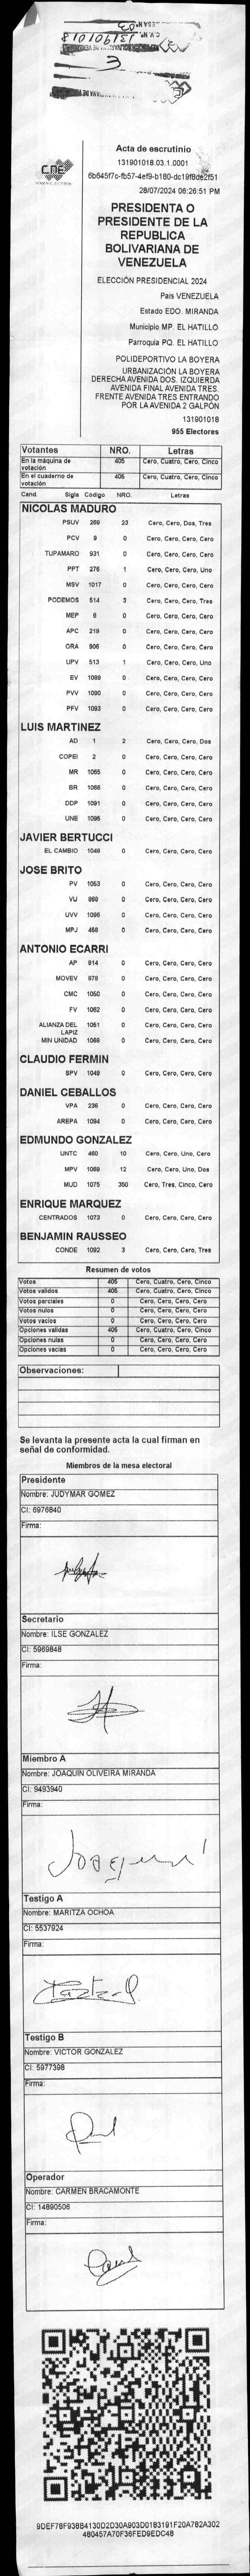 3
CNE
Acta de escrutinio
131901018.03.1.0001
28/07/2024 06:26:51 PM
PRESIDENTA O
PRESIDENTE DE LA
REPUBLICA
BOLIVARIANA DE
VENEZUELA
ELECCIÓN PRESIDENCIAL 2024
Pais VENEZUELA
Estado EDO. MIRANDA
Municipio MP. EL HATILLO
Parroquia PQ. EL HATILLO
POLIDEPORTIVO LA BOYERA
URBANIZACIÓN LA BOYERA
DERECHA AVENIDA DOS. IZQUIERDA
AVENIDA FINAL AVENIDA TRES.
FRENTE AVENIDA TRES ENTRANDO
POR LA AVENIDA 2 GALPÓN
131901018
955 Electores
Votantes NRO. Letras
En la máquina de votación 405 Cero, Cuatro, Cero, Cinco
En el cuaderno de votación 405 Cero, Cuatro, Cero, Cinco
Cand. Sigla Código NRO. Letras
NICOLAS MADURO
PSUV 269 23 Cero, Cero, Dos, Tres
PCV 9 0 Cero, Cero, Cero, Cero
TUPAMARO 931 0 Cero, Cero, Cero, Cero
PPT 276 1 Cero, Cero, Cero, Uno
MSV 1017 0 Cero, Cero, Cero, Cero
PODEMOS 514 3 Cero, Cero, Cero, Tres
MEP 6 0 Cero, Cero, Cero, Cero
APC 219 0 Cero, Cero, Cero, Cero
ORA 906 0 Cero, Cero, Cero, Cero
UPV 513 1 Cero, Cero, Cero, Uno
EV 1089 0 Cero, Cero, Cero, Cero
PVV 1090 0 Cero, Cero, Cero, Cero
PFV 1093 0 Cero, Cero, Cero, Cero
LUIS MARTINEZ
AD 1 2 Cero, Cero, Cero, Dos
COPEI 2 0 Cero, Cero, Cero, Cero
MR 1065 0 Cero, Cero, Cero, Cero
BR 1066 0 Cero, Cero, Cero, Cero
DDP 1091 0 Cero, Cero, Cero, Cero
UNE 1095 0 Cero, Cero, Cero, Cero
JAVIER BERTUCCI
EL CAMBIO 1048 0 Cero, Cero, Cero, Cero
JOSE BRITO
PV 1053 0 Cero, Cero, Cero, Cero
VU 0 Cero, Cero, Cero, Cero
UVV 1096 0 Cero, Cero, Cero, Cero
MPJ 458 0 Cero, Cero, Cero, Cero
ANTONIO ECARRI
AP 814 0 Cero, Cero, Cero, Cero
MOVEV 978 0 Cero, Cero, Cero, Cero
CMC 1050 0 Cero, Cero, Cero, Cero
FV 1052 0 Cero, Cero, Cero, Cero
ALIANZA DEL LAPIZ 1051 0 Cero, Cero, Cero, Cero
MIN UNIDAD 1068 0 Cero, Cero, Cero, Cero
CLAUDIO FERMIN
SPV 1049 0 Cero, Cero, Cero, Cero
DANIEL CEBALLOS
VPA 236 0 Cero, Cero, Cero, Cero
AREPA 1094 0 Cero, Cero, Cero, Cero
EDMUNDO GONZALEZ
UNTC 460 10 Cero, Cero, Uno, Cero
MPV 1069 12 Cero, Cero, Uno, Dos
MUD 1075 350 Cero, Tres, Cinco, Cero
ENRIQUE MARQUEZ
CENTRADOS 1073 0 Cero, Cero, Cero, Cero
BENJAMIN RAUSSEO
CONDE 1092 3 Cero, Cero, Cero, Tres
Resumen de votos
Votos 405 Cero, Cuatro, Cero, Cinco
Votos validos 405 Cero, Cuatro, Cero, Cinco
Votos parciales 0 Cero, Cero, Cero, Cero
Votos nulos 0 Cero, Cero, Cero, Cero
Votos vacios 0 Cero, Cero, Cero, Cero
Opciones validas 405 Cero, Cuatro, Cero, Cinco
Opciones nulas 0 Cero, Cero, Cero, Cero
Opciones vacias 0 Cero, Cero, Cero, Cero
Observaciones:
Se levanta la presente acta la cual firman en
señal de conformidad.
Miembros de la mesa electoral
Presidente
Nombre: JUDYMAR GOMEZ
CI: 6976840
Firma:
Secretario
Nombre: ILSE GONZALEZ
CI: 5969848
Firma:
Miembro A
Nombre: JOAQUIN OLIVEIRA MIRANDA
CI: 9493940
Firma:
Testigo A
Nombre: MARITZA OCHOA
CI: 5537924
Firma:
Testigo B
Nombre: VICTOR GONZALEZ
CI: 5977398
Firma:
Operador
Nombre: CARMEN BRACAMONTE
CI: 14890506
Firma:
9DEF78F938B4130D2D30A903D0183191F20A782A302
480457A70F36FED9EDC48